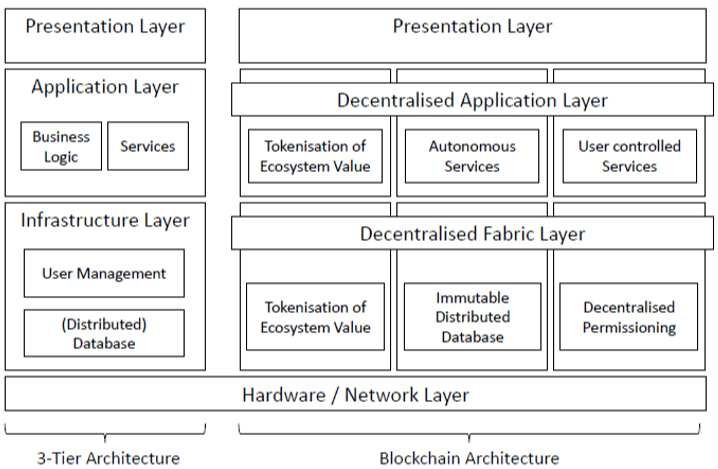 Presentation Layer
Presentation Layer
Application Layer
Business
Logic
Services
Decentralised Application Layer
Tokenisation of
Ecosystem Value
Autonomous
Services
User controlled
Services
Infrastructure Layer
User Management
(Distributed)
Database
Decentralised Fabric Layer
Tokenisation of
Ecosystem Value
Immutable
Distributed
Database
Decentralised
Permissioning
Hardware / Network Layer
3-Tier Architecture
Blockchain Architecture